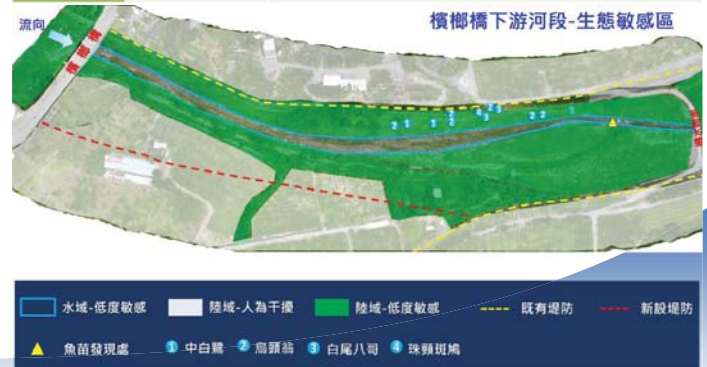 檳榔橋下游河段-生態敏感區
流向
檳榔橋
水域-低度敏感
陸域-人為干擾
陸域-低度敏感
既有堤防
新設堤防
魚苗發現處
1 中白鷺
2 烏頭翁
3 白尾八哥
4 珠頸斑鳩